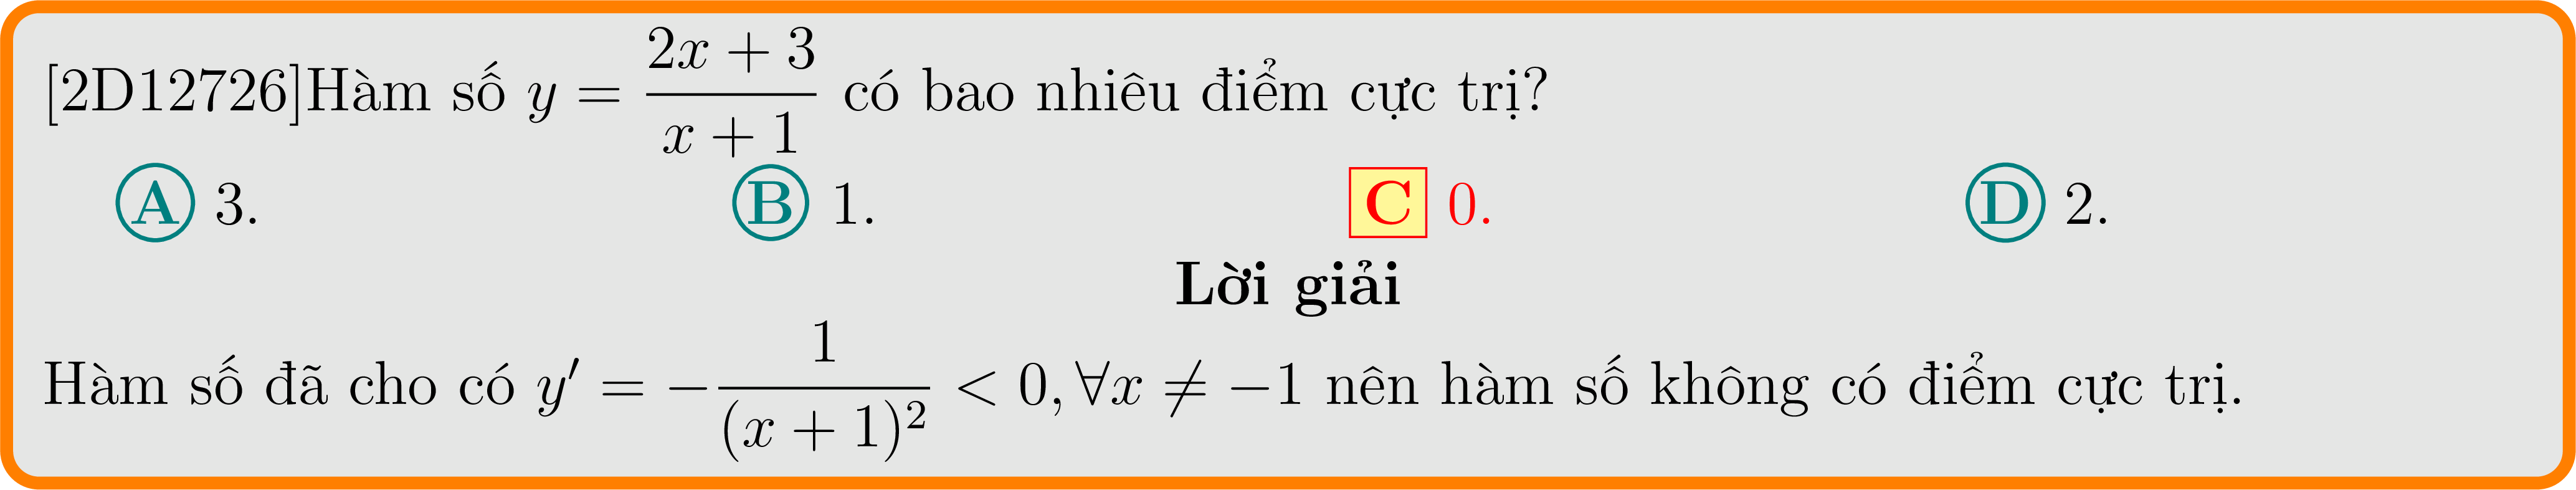 [2D12726]Hàm số $y = \dfrac{2x + 3}{x + 1}$ có bao nhiêu điểm cực trị?
A 3. B 1. C 0. D 2.
Lời giải
Hàm số đã cho có $y' = -\dfrac{1}{(x + 1)^2} < 0, \forall x \neq -1$ nên hàm số không có điểm cực trị.